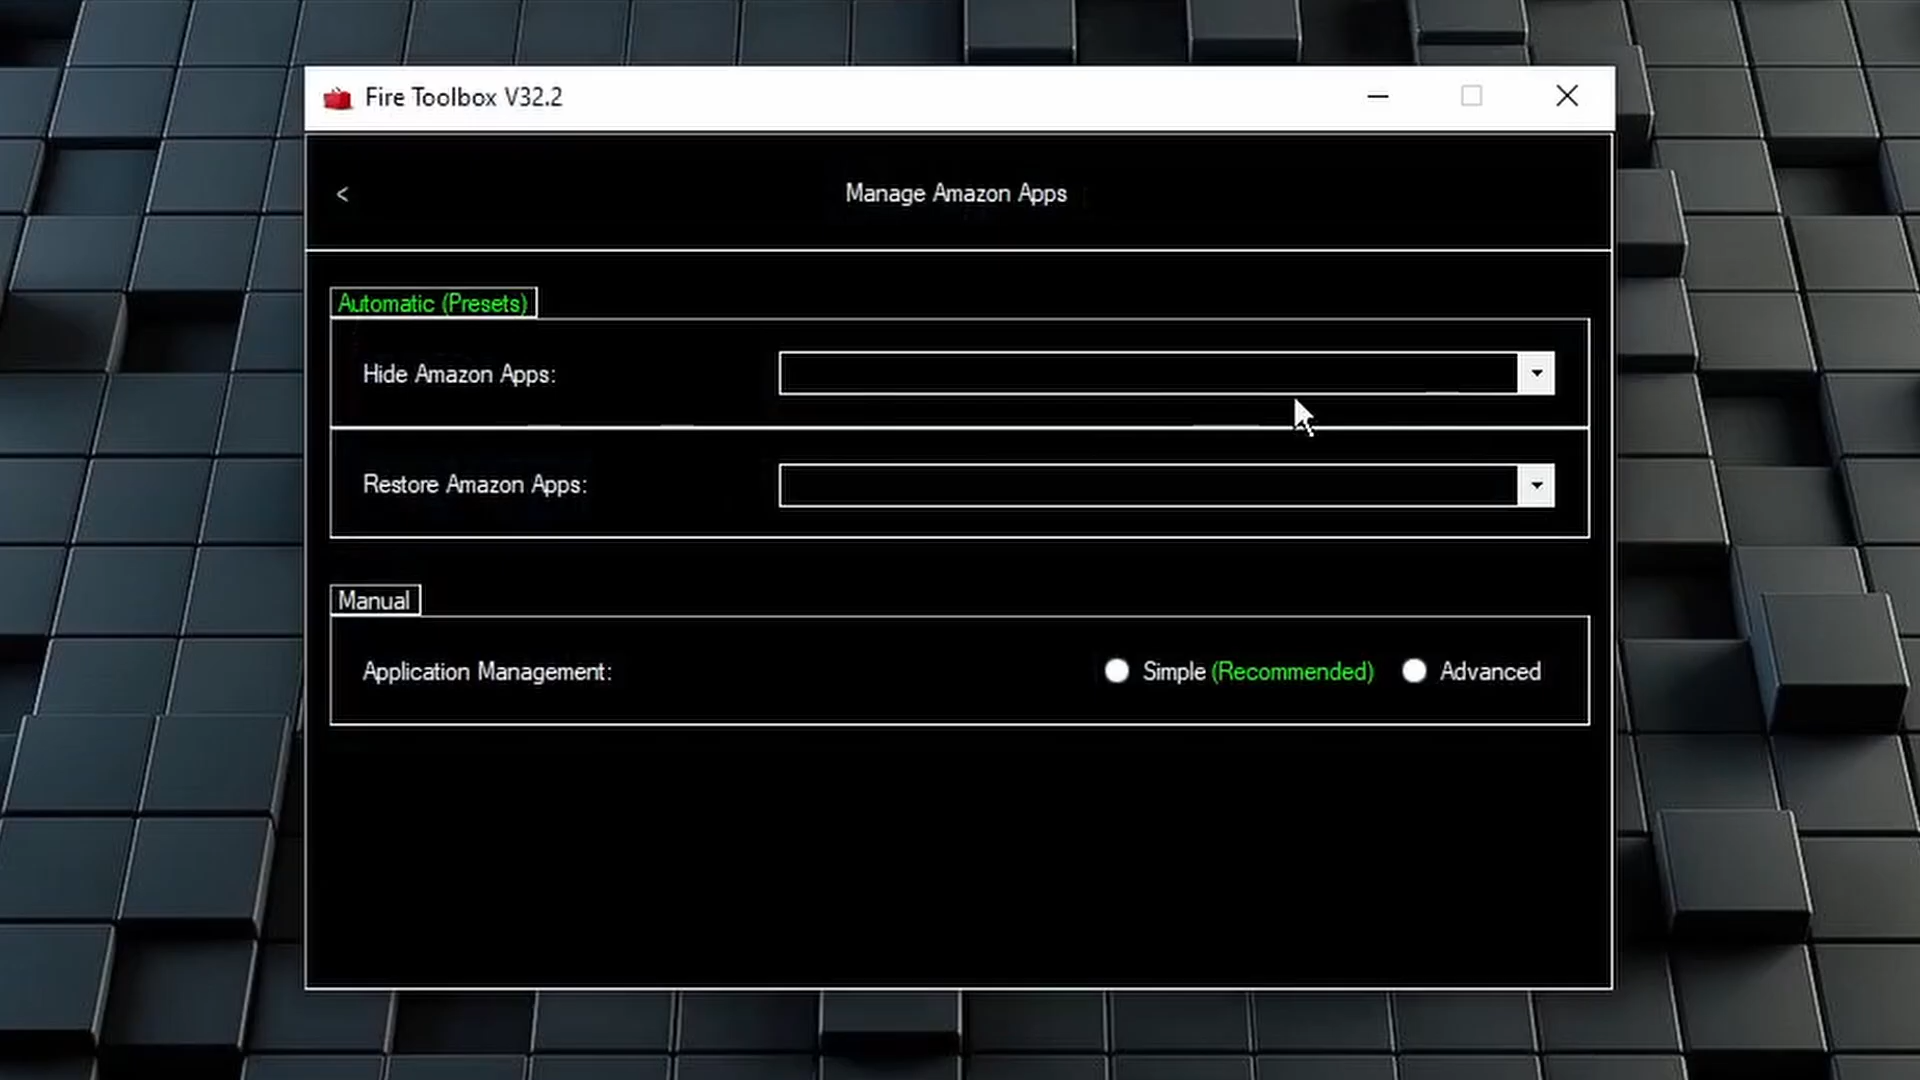 Fire Toolbox V32.2
<
Manage Amazon Apps
Automatic (Presets)
Hide Amazon Apps:
Restore Amazon Apps:
Manual
Application Management:
Simple (Recommended)
Advanced